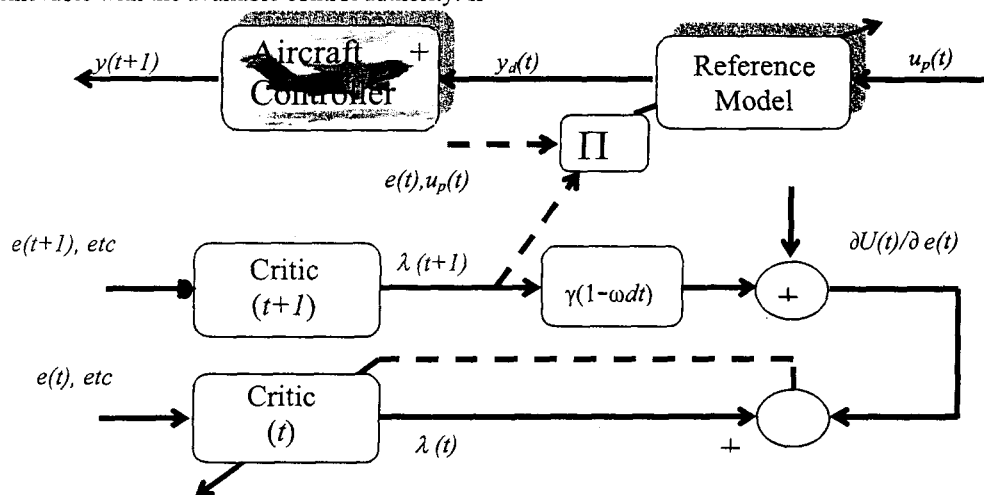 y(t+1)
Aircraft +
Controller
y_d(t)
Reference
Model
u_p(t)
Π
e(t),u_p(t)
e(t+1), etc
Critic
(t+1)
λ (t+1)
γ(1-ωdt)
+
∂U(t)/∂ e(t)
e(t), etc
Critic
(t)
λ (t)
+